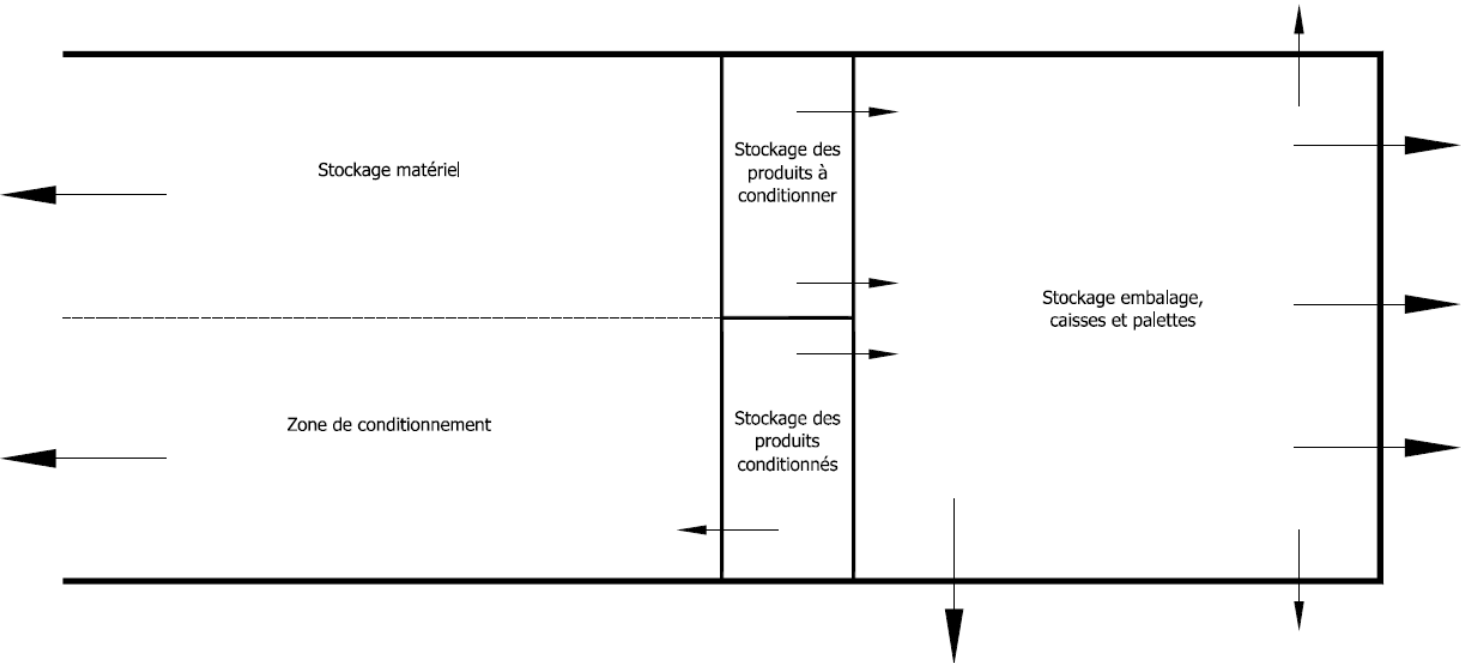 Stockage matériel
Stockage des
produits à
conditionner
Stockage embalage,
caisses et palettes
Zone de conditionnement
Stockage des
produits
conditionnés